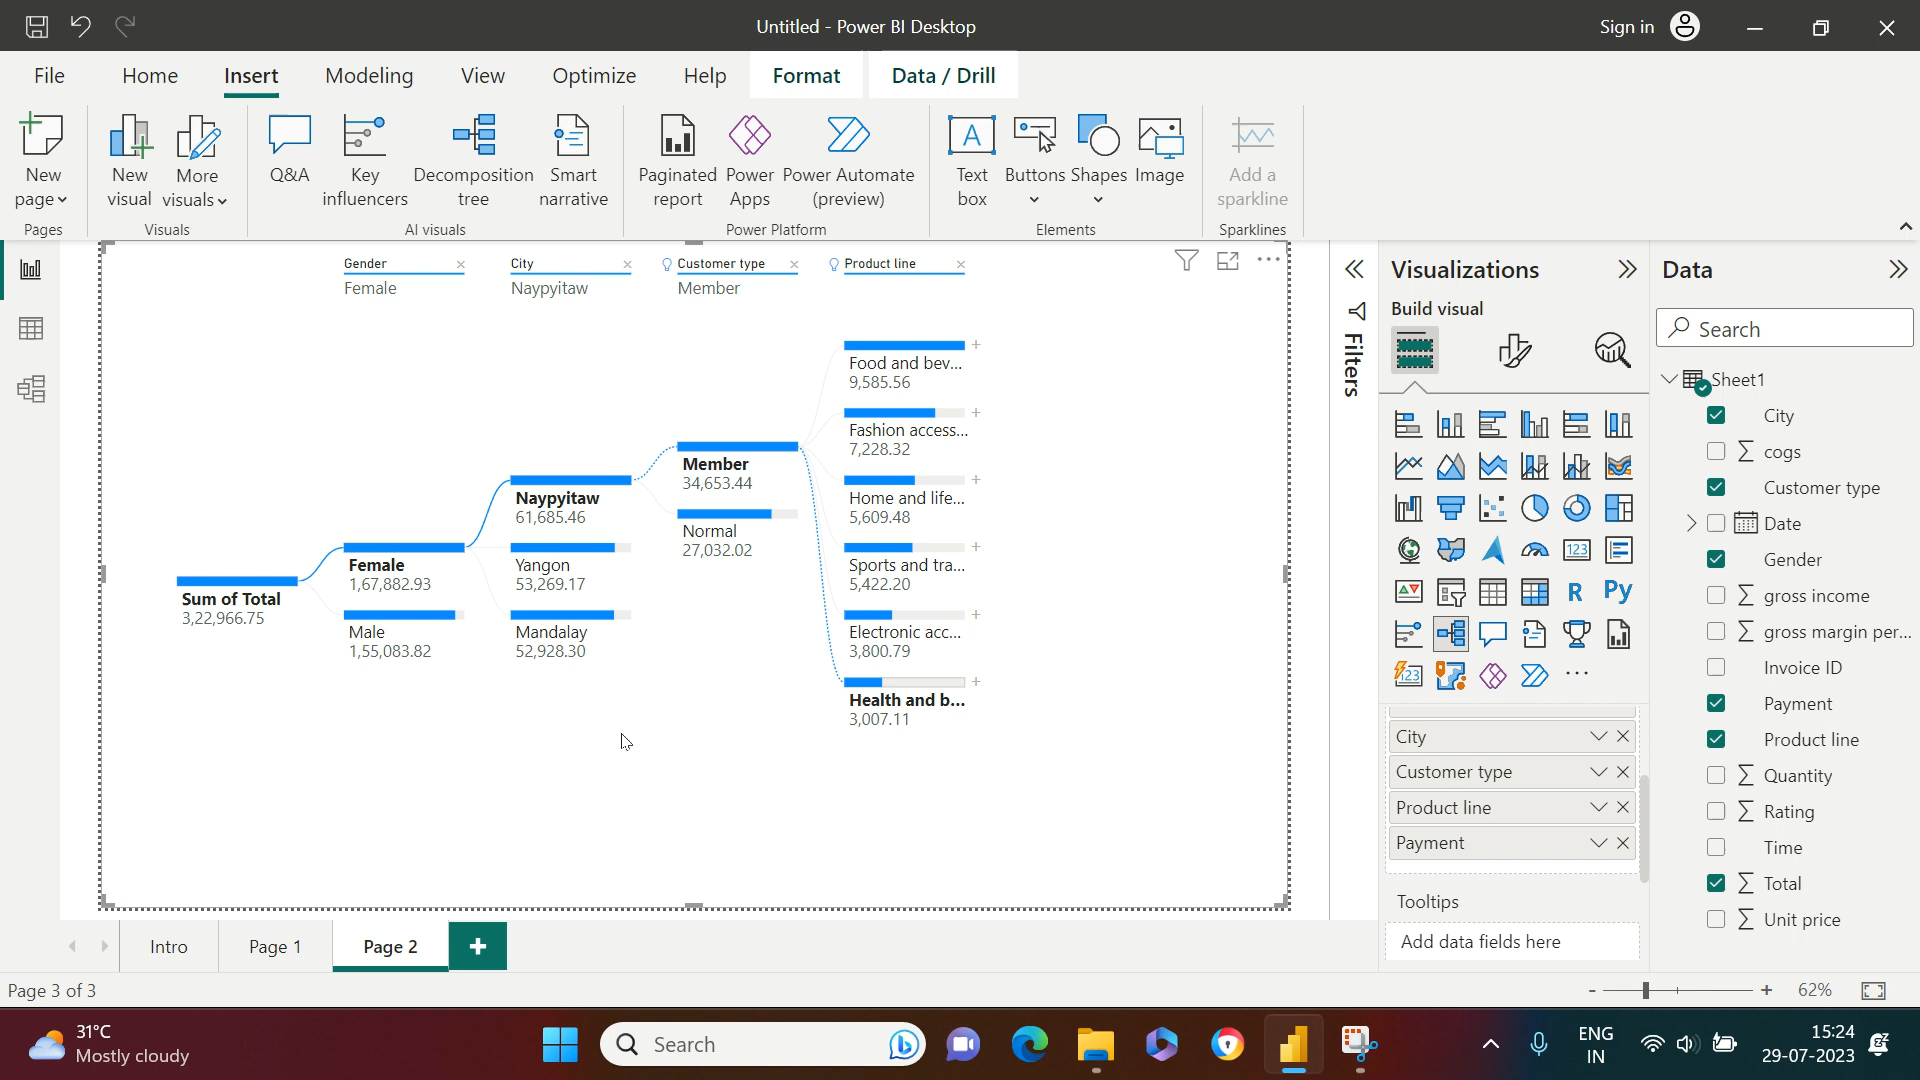 Untitled - Power BI Desktop
Sign in
File Home Insert Modeling View Optimize Help Format Data / Drill
New page
Pages
New visual
More visuals
Visuals
Q&A
Key influencers
Decomposition tree
Smart narrative
AI visuals
Paginated report
Power Apps
Power Automate (preview)
Power Platform
Text box
Buttons
Shapes
Image
Elements
Add a sparkline
Sparklines
Gender
Female
City
Naypyitaw
Customer type
Member
Product line
Sum of Total
3,22,966.75
Female
1,67,882.93
Male
1,55,083.82
Naypyitaw
61,685.46
Yangon
53,269.17
Mandalay
52,928.30
Member
34,653.44
Normal
27,032.02
Food and bev...
9,585.56
Fashion access...
7,228.32
Home and life...
5,609.48
Sports and tra...
5,422.20
Electronic acc...
3,800.79
Health and b...
3,007.11
Filters
Visualizations
Build visual
123
R
Py
123
City
Customer type
Product line
Payment
Tooltips
Add data fields here
Data
Search
Sheet1
City
cogs
Customer type
Date
Gender
gross income
gross margin per...
Invoice ID
Payment
Product line
Quantity
Rating
Time
Total
Unit price
Intro
Page 1
Page 2
Page 3 of 3
62%
31°C
Mostly cloudy
Search
ENG
IN
15:24
29-07-2023